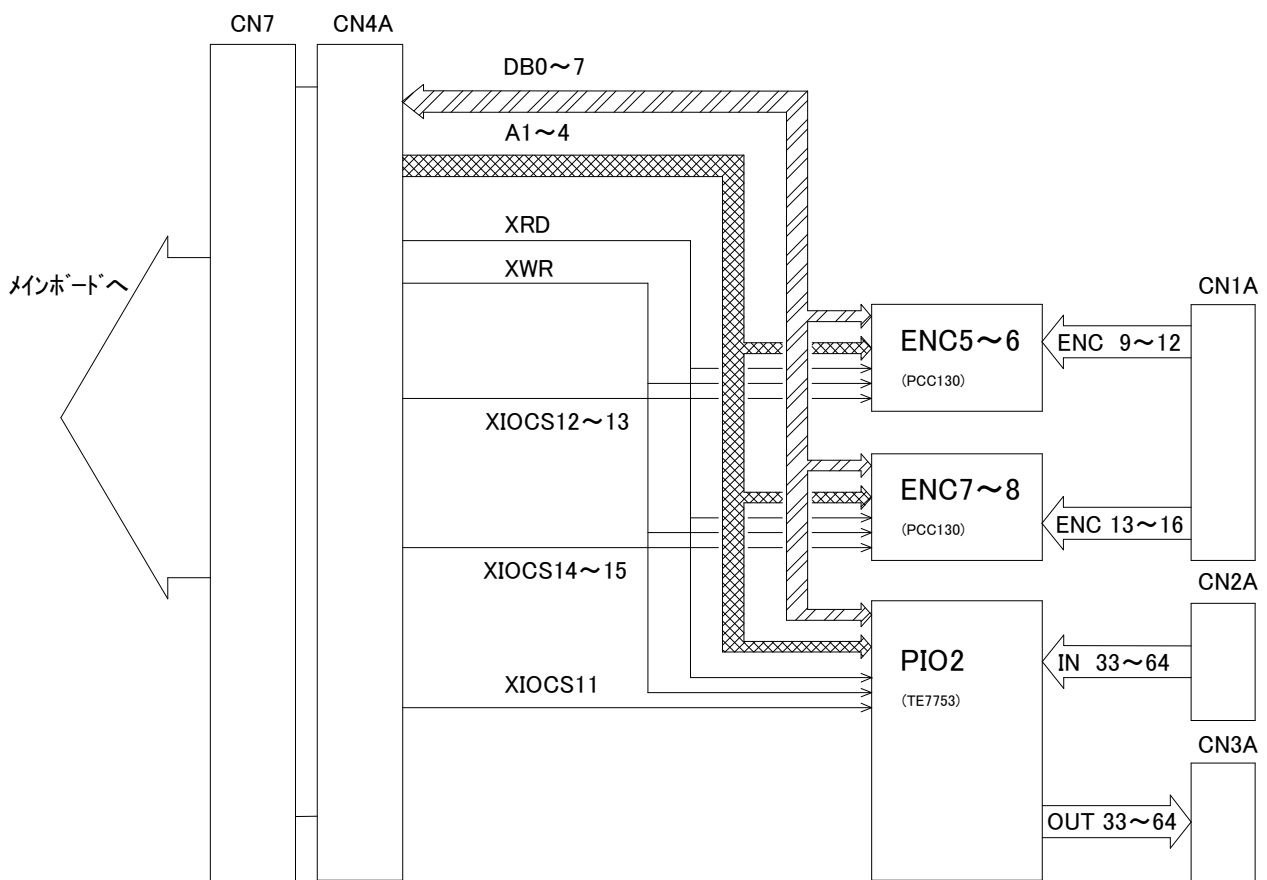 CN7
CN4A
DB0～7
A1～4
XRD
XWR
ﾒｲﾝﾎﾞｰﾄﾞへ
CN1A
ENC5～6
(PCC130)
ENC 9～12
XIOCS12～13
ENC7～8
(PCC130)
ENC 13～16
XIOCS14～15
CN2A
PIO2
(TE7753)
IN 33～64
XIOCS11
CN3A
OUT 33～64